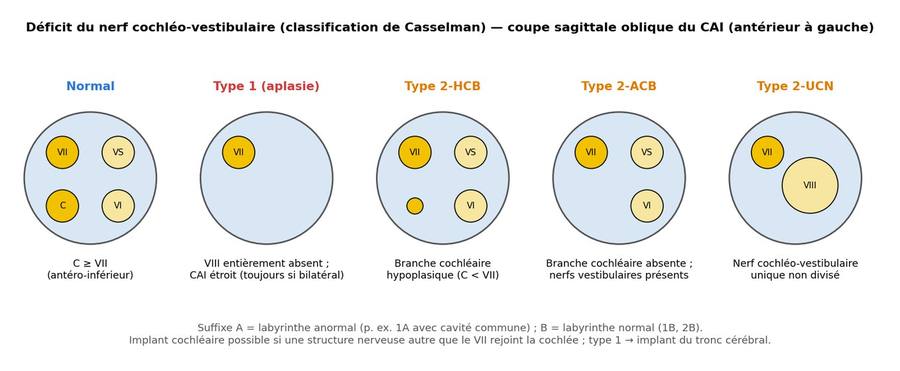 Déficit du nerf cochléo-vestibulaire (classification de Casselman) — coupe sagittale oblique du CAI (antérieur à gauche)
Normal
Type 1 (aplasie)
Type 2-HCB
Type 2-ACB
Type 2-UCN
VII
VS
C
VI
VII
VII
VS
VI
VII
VS
VI
VII
VIII
C ≥ VII
(antéro-inférieur)
VIII entièrement absent ;
CAI étroit (toujours si bilatéral)
Branche cochléaire
hypoplasique (C < VII)
Branche cochléaire absente ;
nerfs vestibulaires présents
Nerf cochléo-vestibulaire
unique non divisé
Suffixe A = labyrinthe anormal (p. ex. 1A avec cavité commune) ; B = labyrinthe normal (1B, 2B).
Implant cochléaire possible si une structure nerveuse autre que le VII rejoint la cochlée ; type 1 → implant du tronc cérébral.